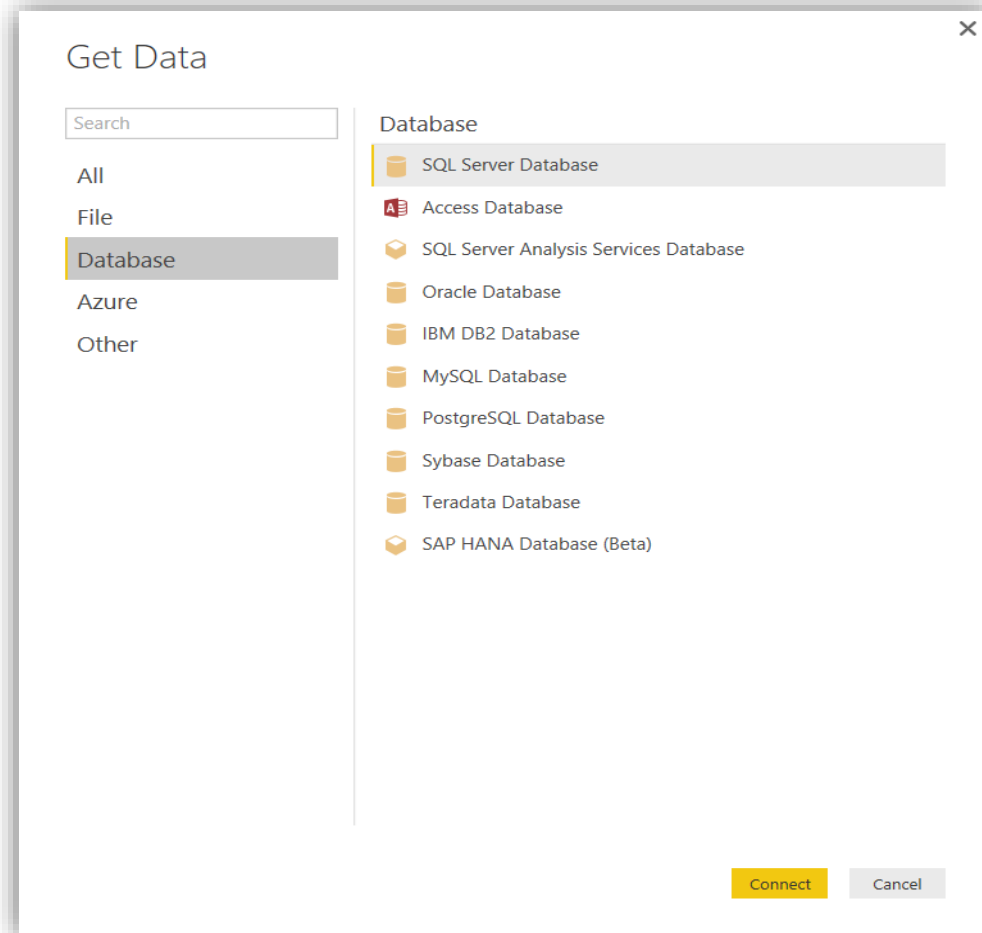 Get Data
Search
All
File
Database
Azure
Other
Database
SQL Server Database
Access Database
SQL Server Analysis Services Database
Oracle Database
IBM DB2 Database
MySQL Database
PostgreSQL Database
Sybase Database
Teradata Database
SAP HANA Database (Beta)
Connect
Cancel